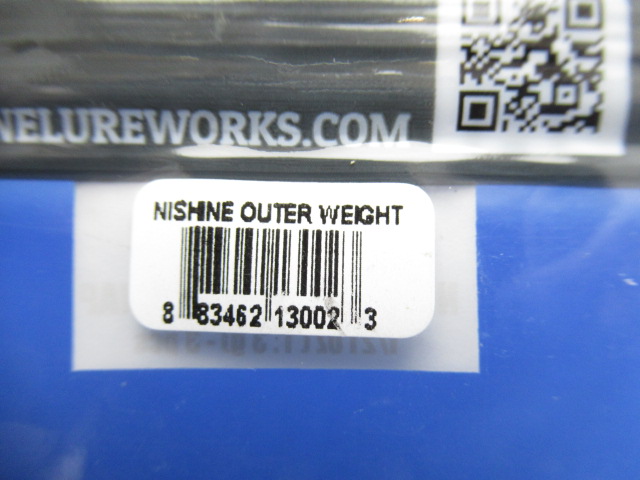 NELUREWORKS.COM
NISHINE OUTER WEIGHT
8 83462 13002 3